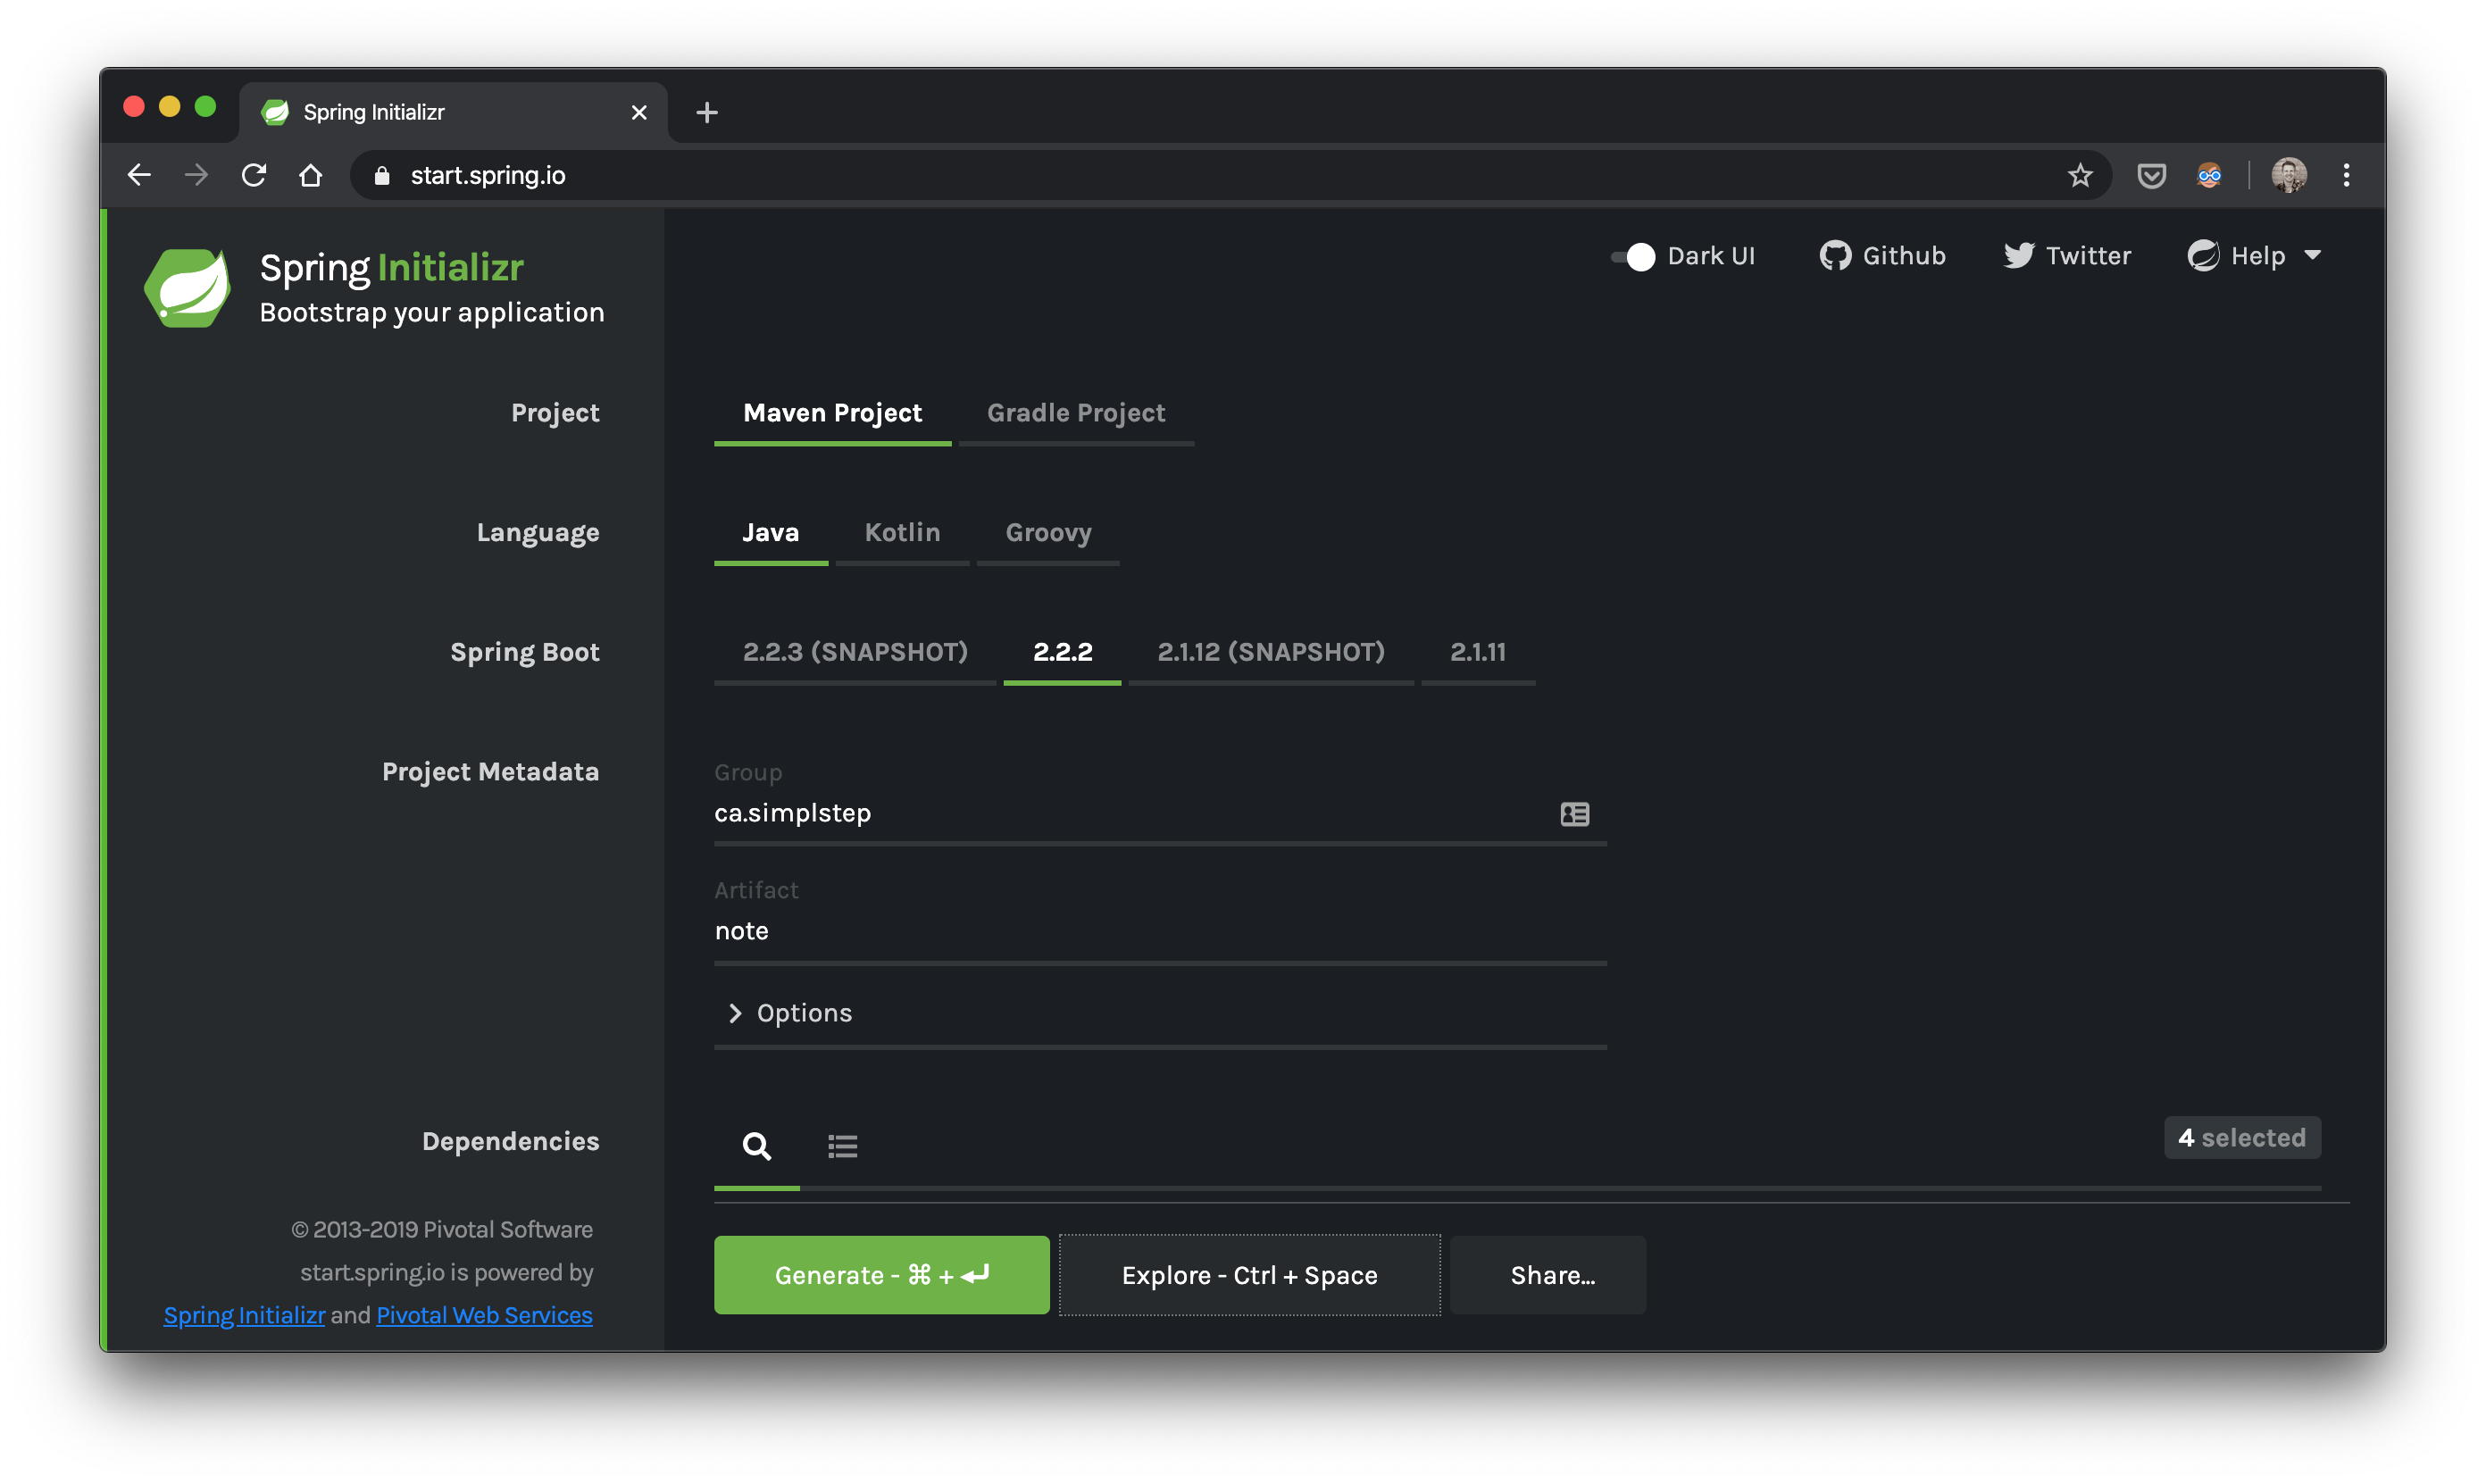 Spring Initializr
start.spring.io
Spring Initializr
Bootstrap your application
Dark UI
Github
Twitter
Help
Project
Maven Project
Gradle Project
Language
Java
Kotlin
Groovy
Spring Boot
2.2.3 (SNAPSHOT)
2.2.2
2.1.12 (SNAPSHOT)
2.1.11
Project Metadata
Group
ca.simplstep
Artifact
note
Options
Dependencies
4 selected
© 2013-2019 Pivotal Software
start.spring.io is powered by
Spring Initializr and Pivotal Web Services
Generate - ⌘ + ⏎
Explore - Ctrl + Space
Share...